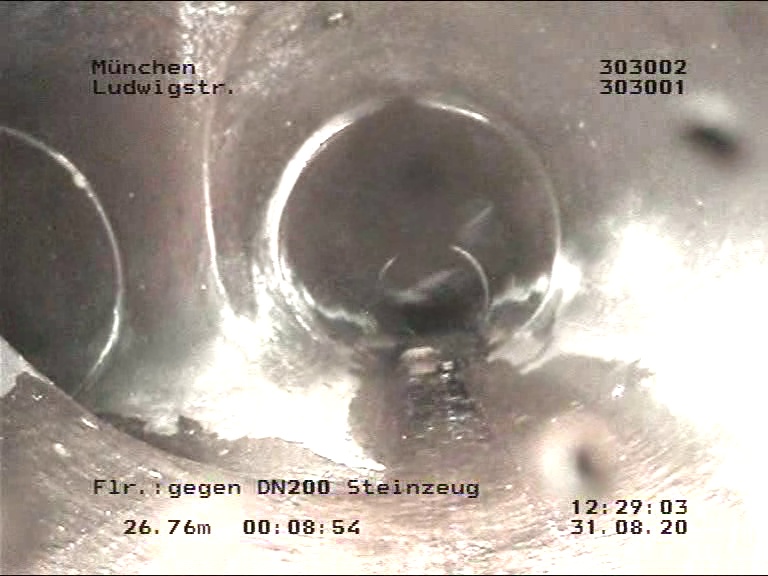 München
Ludwigstr.
303002
303001
Flr.:gegen DN200 Steinzeug
26.76m 00:08:54
12:29:03
31.08.20